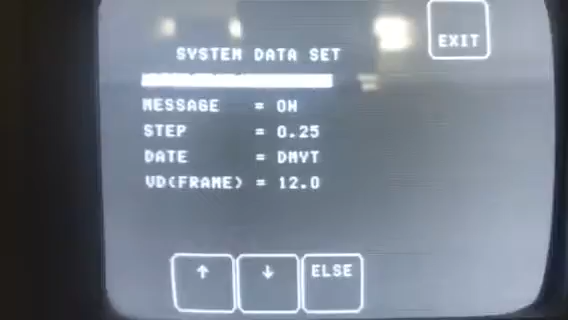 EXIT
SYSTEM DATA SET
MESSAGE = ON
STEP = 0.25
DATE = DMYT
VD(FRAME) = 12.0
↑ ↓ ELSE